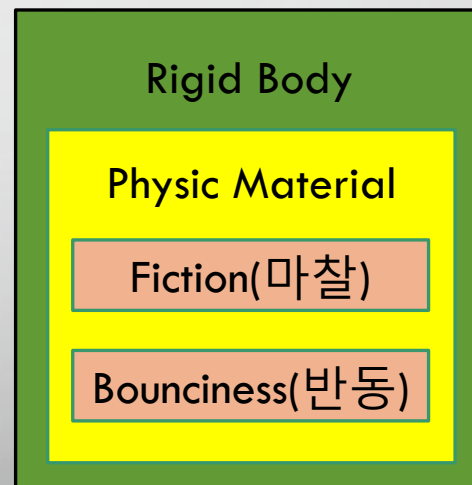 Rigid Body
Physic Material
Fiction(마찰)
Bounciness(반동)